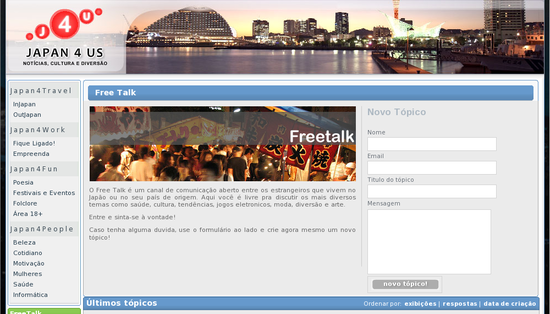 J4U
JAPAN 4 US
NOTÍCIAS, CULTURA E DIVERSÃO
Japan4Travel
InJapan
OutJapan
Japan4Work
Fique Ligado!
Empreenda
Japan4Fun
Poesia
Festivais e Eventos
Folclore
Área 18+
Japan4People
Beleza
Cotidiano
Motivação
Mulheres
Saúde
Informática
FreeTalk
Free Talk
Freetalk
O Free Talk é um canal de comunicação aberto entre os estrangeiros que vivem no
Japão ou no seu país de origem. Aqui você é livre pra discutir os mais diversos
temas como saúde, cultura, tendências, jogos eletronicos, moda, diversão e arte.
Entre e sinta-se à vontade!
Caso tenha alguma duvida, use o formulário ao lado e crie agora mesmo um novo
tópico!
Novo Tópico
Nome
Email
Titulo do tópico
Mensagem
novo tópico!
Últimos tópicos
Ordenar por: exibições | respostas | data de criação